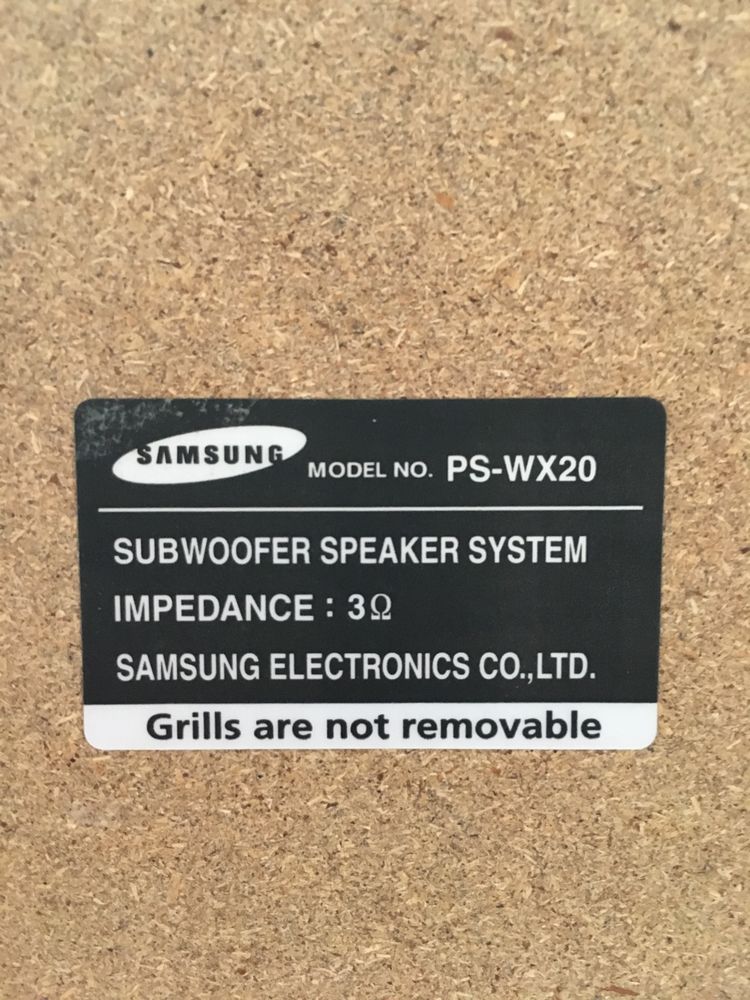 SAMSUNG MODEL NO. PS-WX20
SUBWOOFER SPEAKER SYSTEM
IMPEDANCE : 3Ω
SAMSUNG ELECTRONICS CO.,LTD.
Grills are not removable